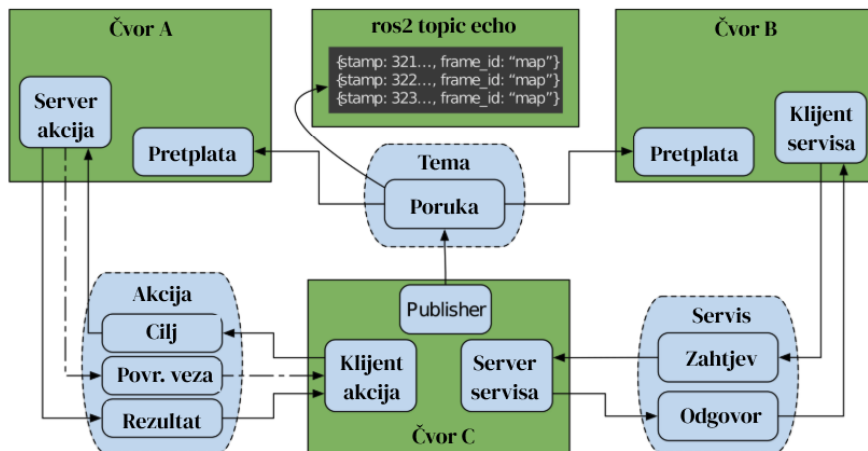 Čvor A
ros2 topic echo
Čvor B
{stamp: 321..., frame_id: “map”}
{stamp: 322..., frame_id: “map”}
{stamp: 323..., frame_id: “map”}
Server
akcija
Pretplata
Klijent
servisa
Pretplata
Tema
Poruka
Akcija
Cilj
Povr. veza
Rezultat
Publisher
Klijent
akcija
Server
servisa
Čvor C
Servis
Zahtjev
Odgovor